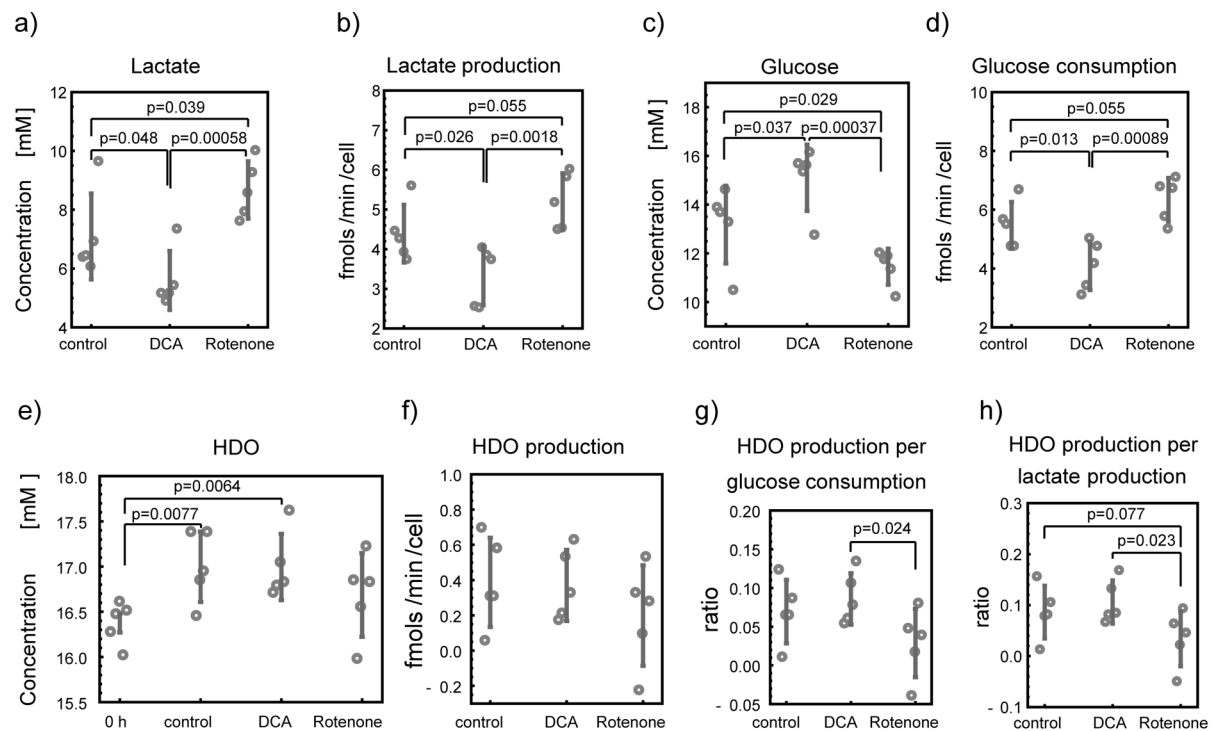 a)
Lactate
Concentration [mM]
12
10
8
6
4
p=0.039
p=0.048
p=0.00058
control
DCA
Rotenone
b)
Lactate production
fmols /min /cell
8
7
6
5
4
3
2
p=0.055
p=0.026
p=0.0018
control
DCA
Rotenone
c)
Glucose
Concentration [mM ]
18
16
14
12
10
p=0.029
p=0.037
p=0.00037
control
DCA
Rotenone
d)
Glucose consumption
fmols /min /cell
10
8
6
4
2
p=0.055
p=0.013
p=0.00089
control
DCA
Rotenone
e)
HDO
Concentration [mM ]
18.0
17.5
17.0
16.5
16.0
15.5
p=0.0064
p=0.0077
0 h
control
DCA
Rotenone
f)
HDO production
fmols /min /cell
1.0
0.8
0.6
0.4
0.2
0.0
- 0.2
control
DCA
Rotenone
g)
HDO production per
glucose consumption
ratio
0.20
0.15
0.10
0.05
0.00
- 0.05
p=0.024
control
DCA
Rotenone
h)
HDO production per
lactate production
ratio
0.3
0.2
0.1
0.0
- 0.1
p=0.077
p=0.023
control
DCA
Rotenone